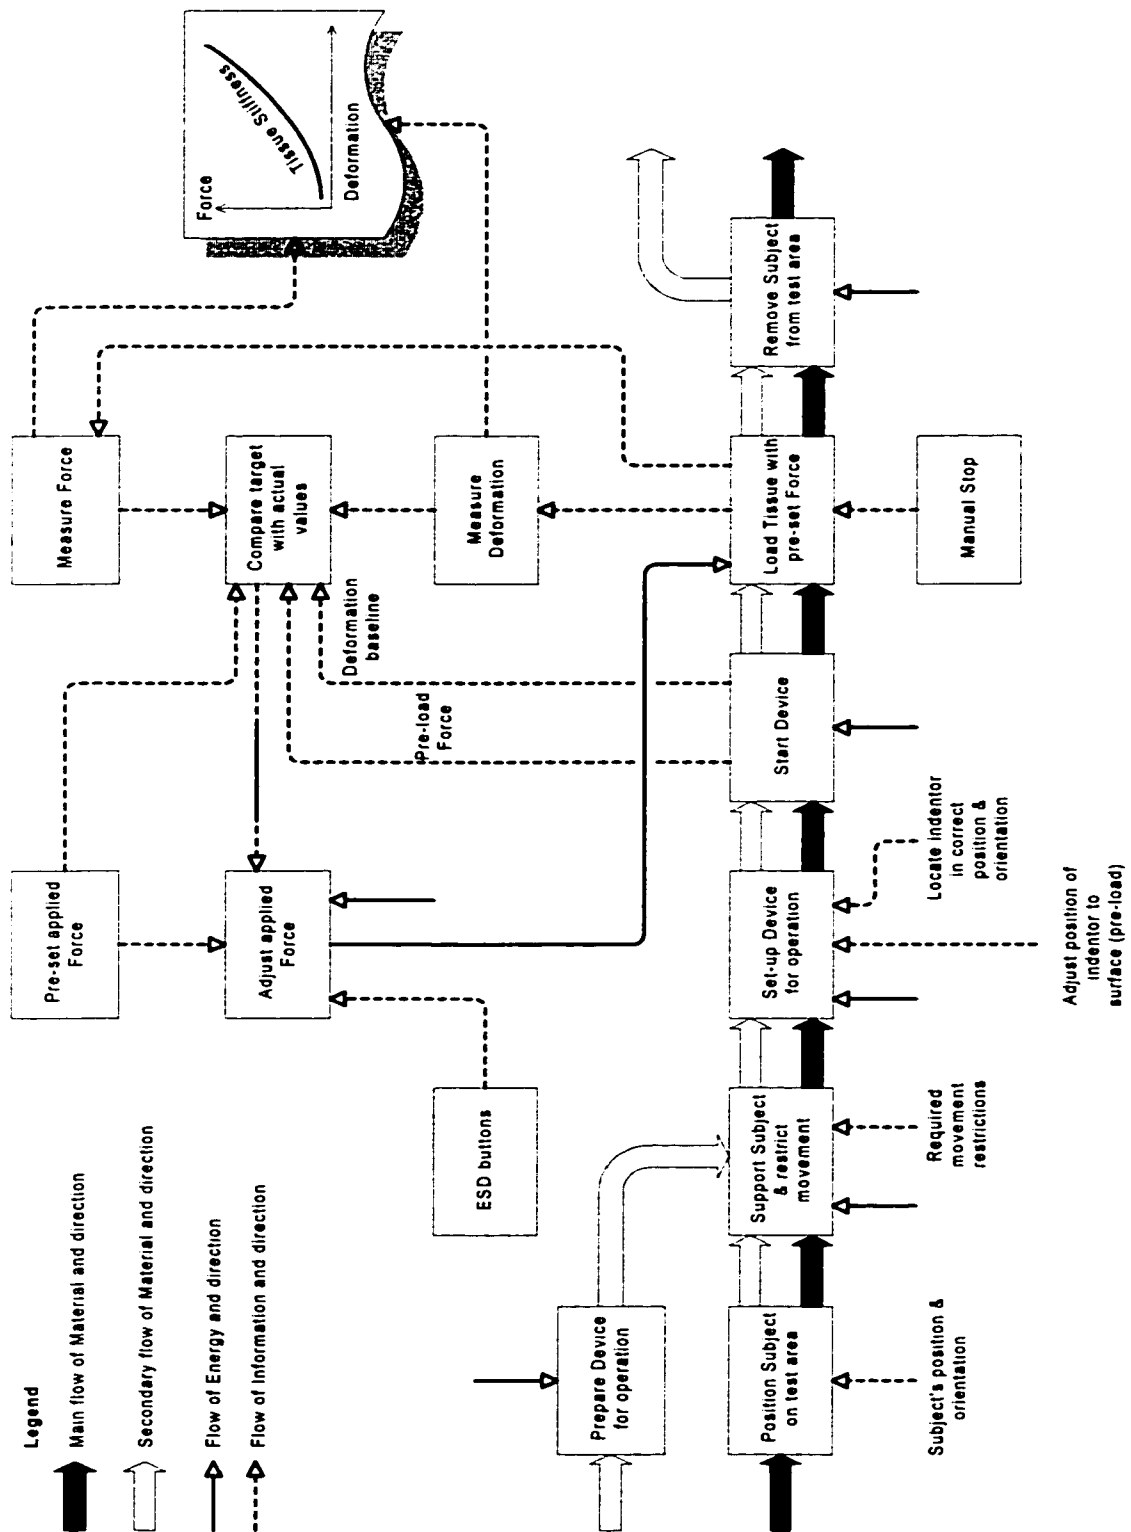 Legend
Main flow of Material and direction
Secondary flow of Material and direction
Flow of Energy and direction
Flow of Information and direction
Pre-set applied
Force
Measure Force
Force
Tissue Stiffness
Deformation
Adjust applied
Force
Compare target
with actual
values
Deformation
baseline
Pre-load
Force
ESD buttons
Measure
Deformation
Prepare Device
for operation
Position Subject
on test area
Support Subject
& restrict
movement
Set-up Device
for operation
Start Device
Load Tissue with
pre-set Force
Remove Subject
from test area
Subject's position &
orientation
Required
movement
restrictions
Locate Indentor
in correct
position &
orientation
Manual Stop
Adjust position of
indentor to
surface (pre-load)